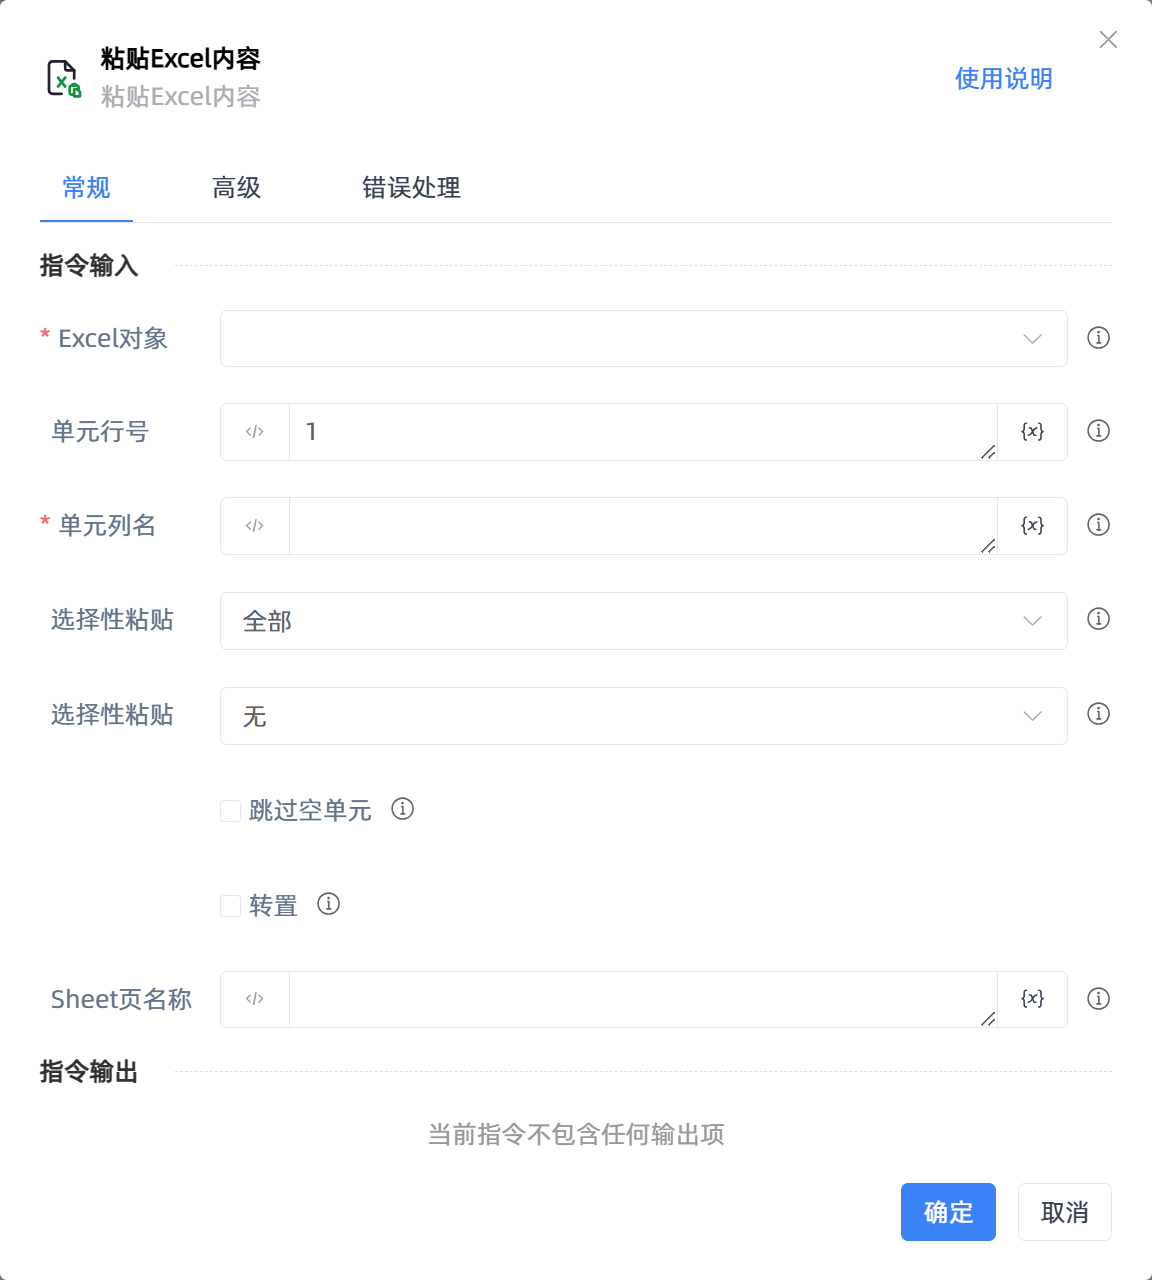 粘贴Excel内容
粘贴Excel内容
使用说明
常规 高级 错误处理
指令输入
* Excel对象
单元行号 </> 1 {x}
* 单元列名 </> {x}
选择性粘贴 全部
选择性粘贴 无
跳过空单元
转置
Sheet页名称 </> {x}
指令输出
当前指令不包含任何输出项
确定 取消